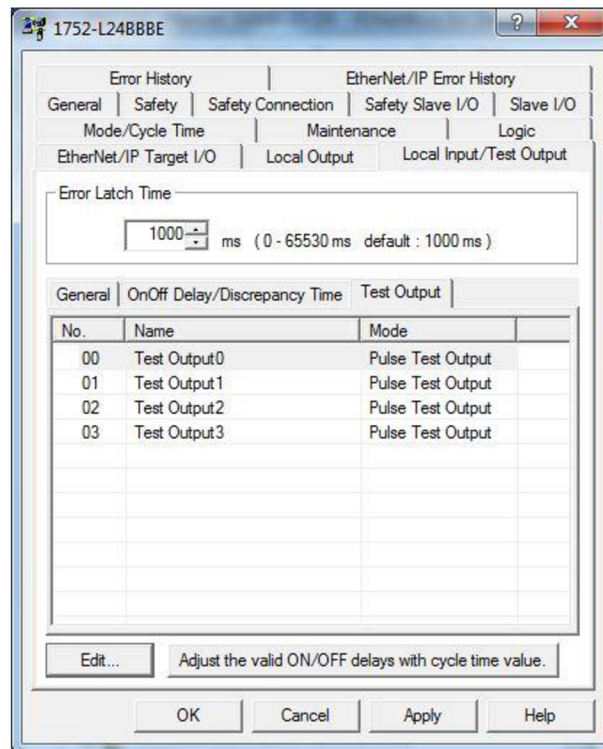 1752-L24BBBE
Error History EtherNet/IP Error History
General Safety Safety Connection Safety Slave I/O Slave I/O
Mode/Cycle Time Maintenance Logic
EtherNet/IP Target I/O Local Output Local Input/Test Output
Error Latch Time
1000 ms ( 0 - 65530 ms default : 1000 ms )
General OnOff Delay/Discrepancy Time Test Output
No. Name Mode
00 Test Output0 Pulse Test Output
01 Test Output1 Pulse Test Output
02 Test Output2 Pulse Test Output
03 Test Output3 Pulse Test Output
Edit... Adjust the valid ON/OFF delays with cycle time value.
OK Cancel Apply Help